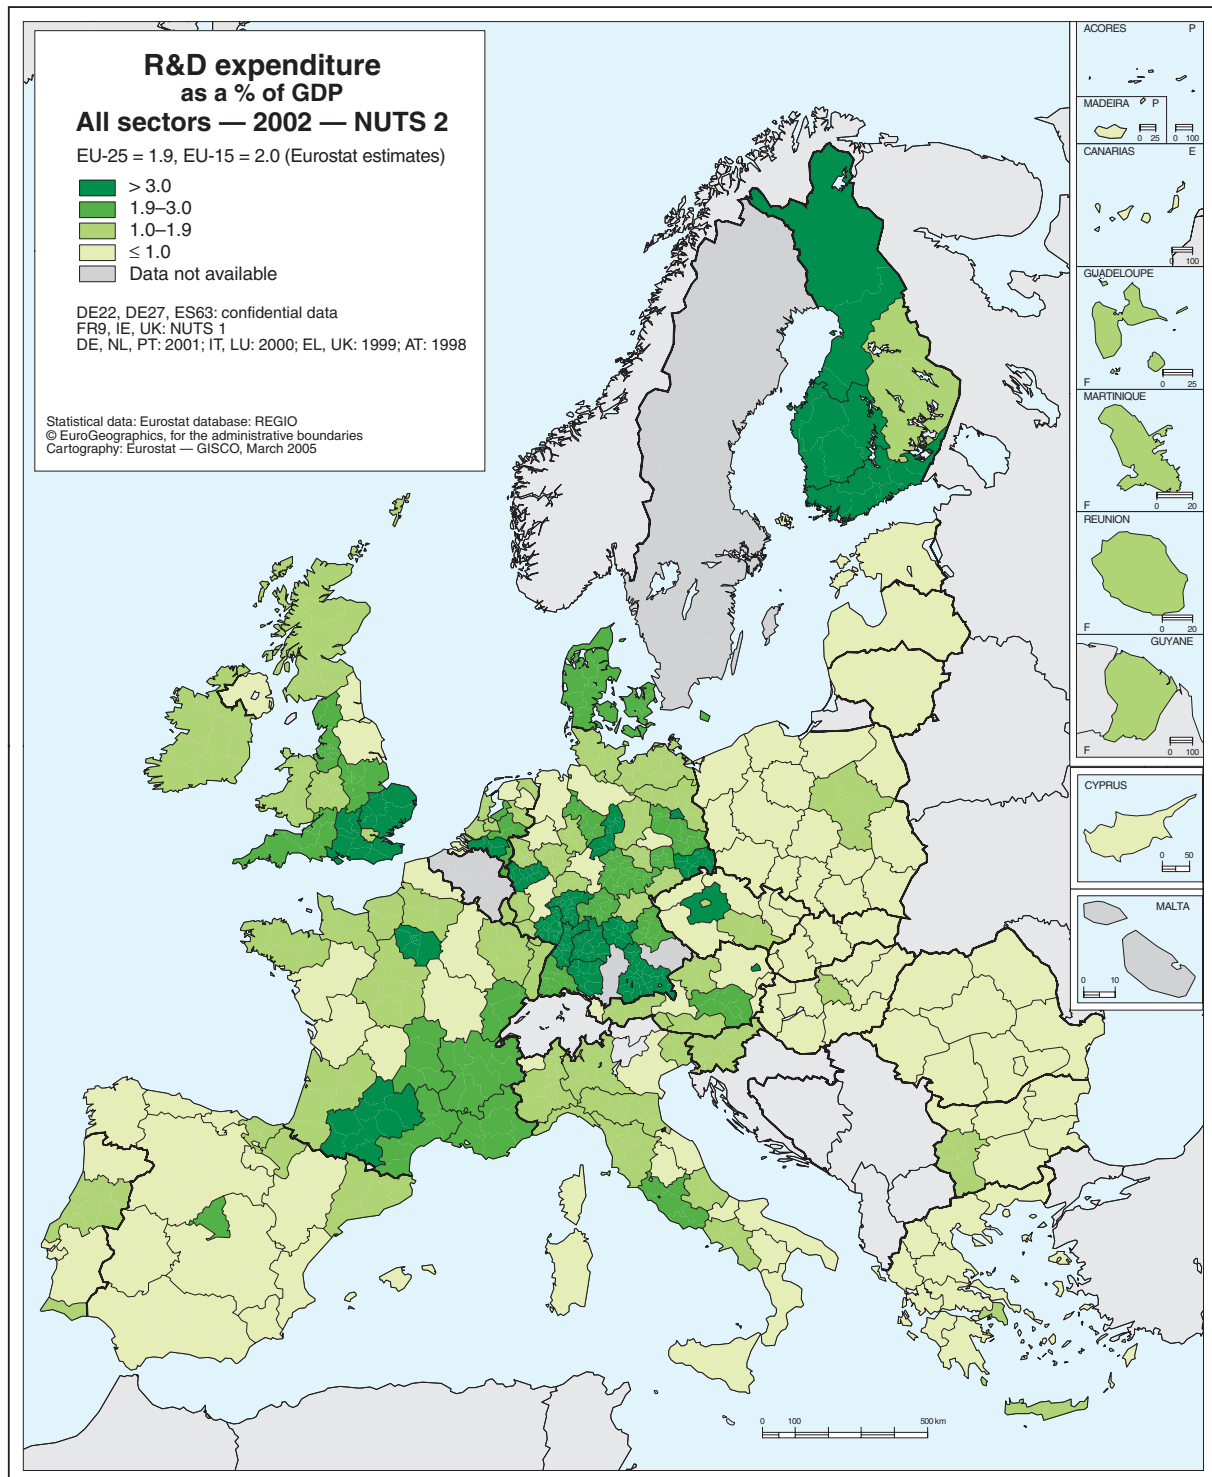 R&D expenditure
as a % of GDP
All sectors — 2002 — NUTS 2
EU-25 = 1.9, EU-15 = 2.0 (Eurostat estimates)
> 3.0
1.9–3.0
1.0–1.9
≤ 1.0
Data not available
DE22, DE27, ES63: confidential data
FR9, IE, UK: NUTS 1
DE, NL, PT: 2001; IT, LU: 2000; EL, UK: 1999; AT: 1998
Statistical data: Eurostat database: REGIO
© EuroGeographics, for the administrative boundaries
Cartography: Eurostat — GISCO, March 2005
ACORES P
MADEIRA P
0 25 0 100
CANARIAS E
0 100
GUADELOUPE
F 0 25
MARTINIQUE
F 0 20
REUNION
F 0 20
GUYANE
F 0 100
CYPRUS
0 50
MALTA
0 10
0 100 500 km